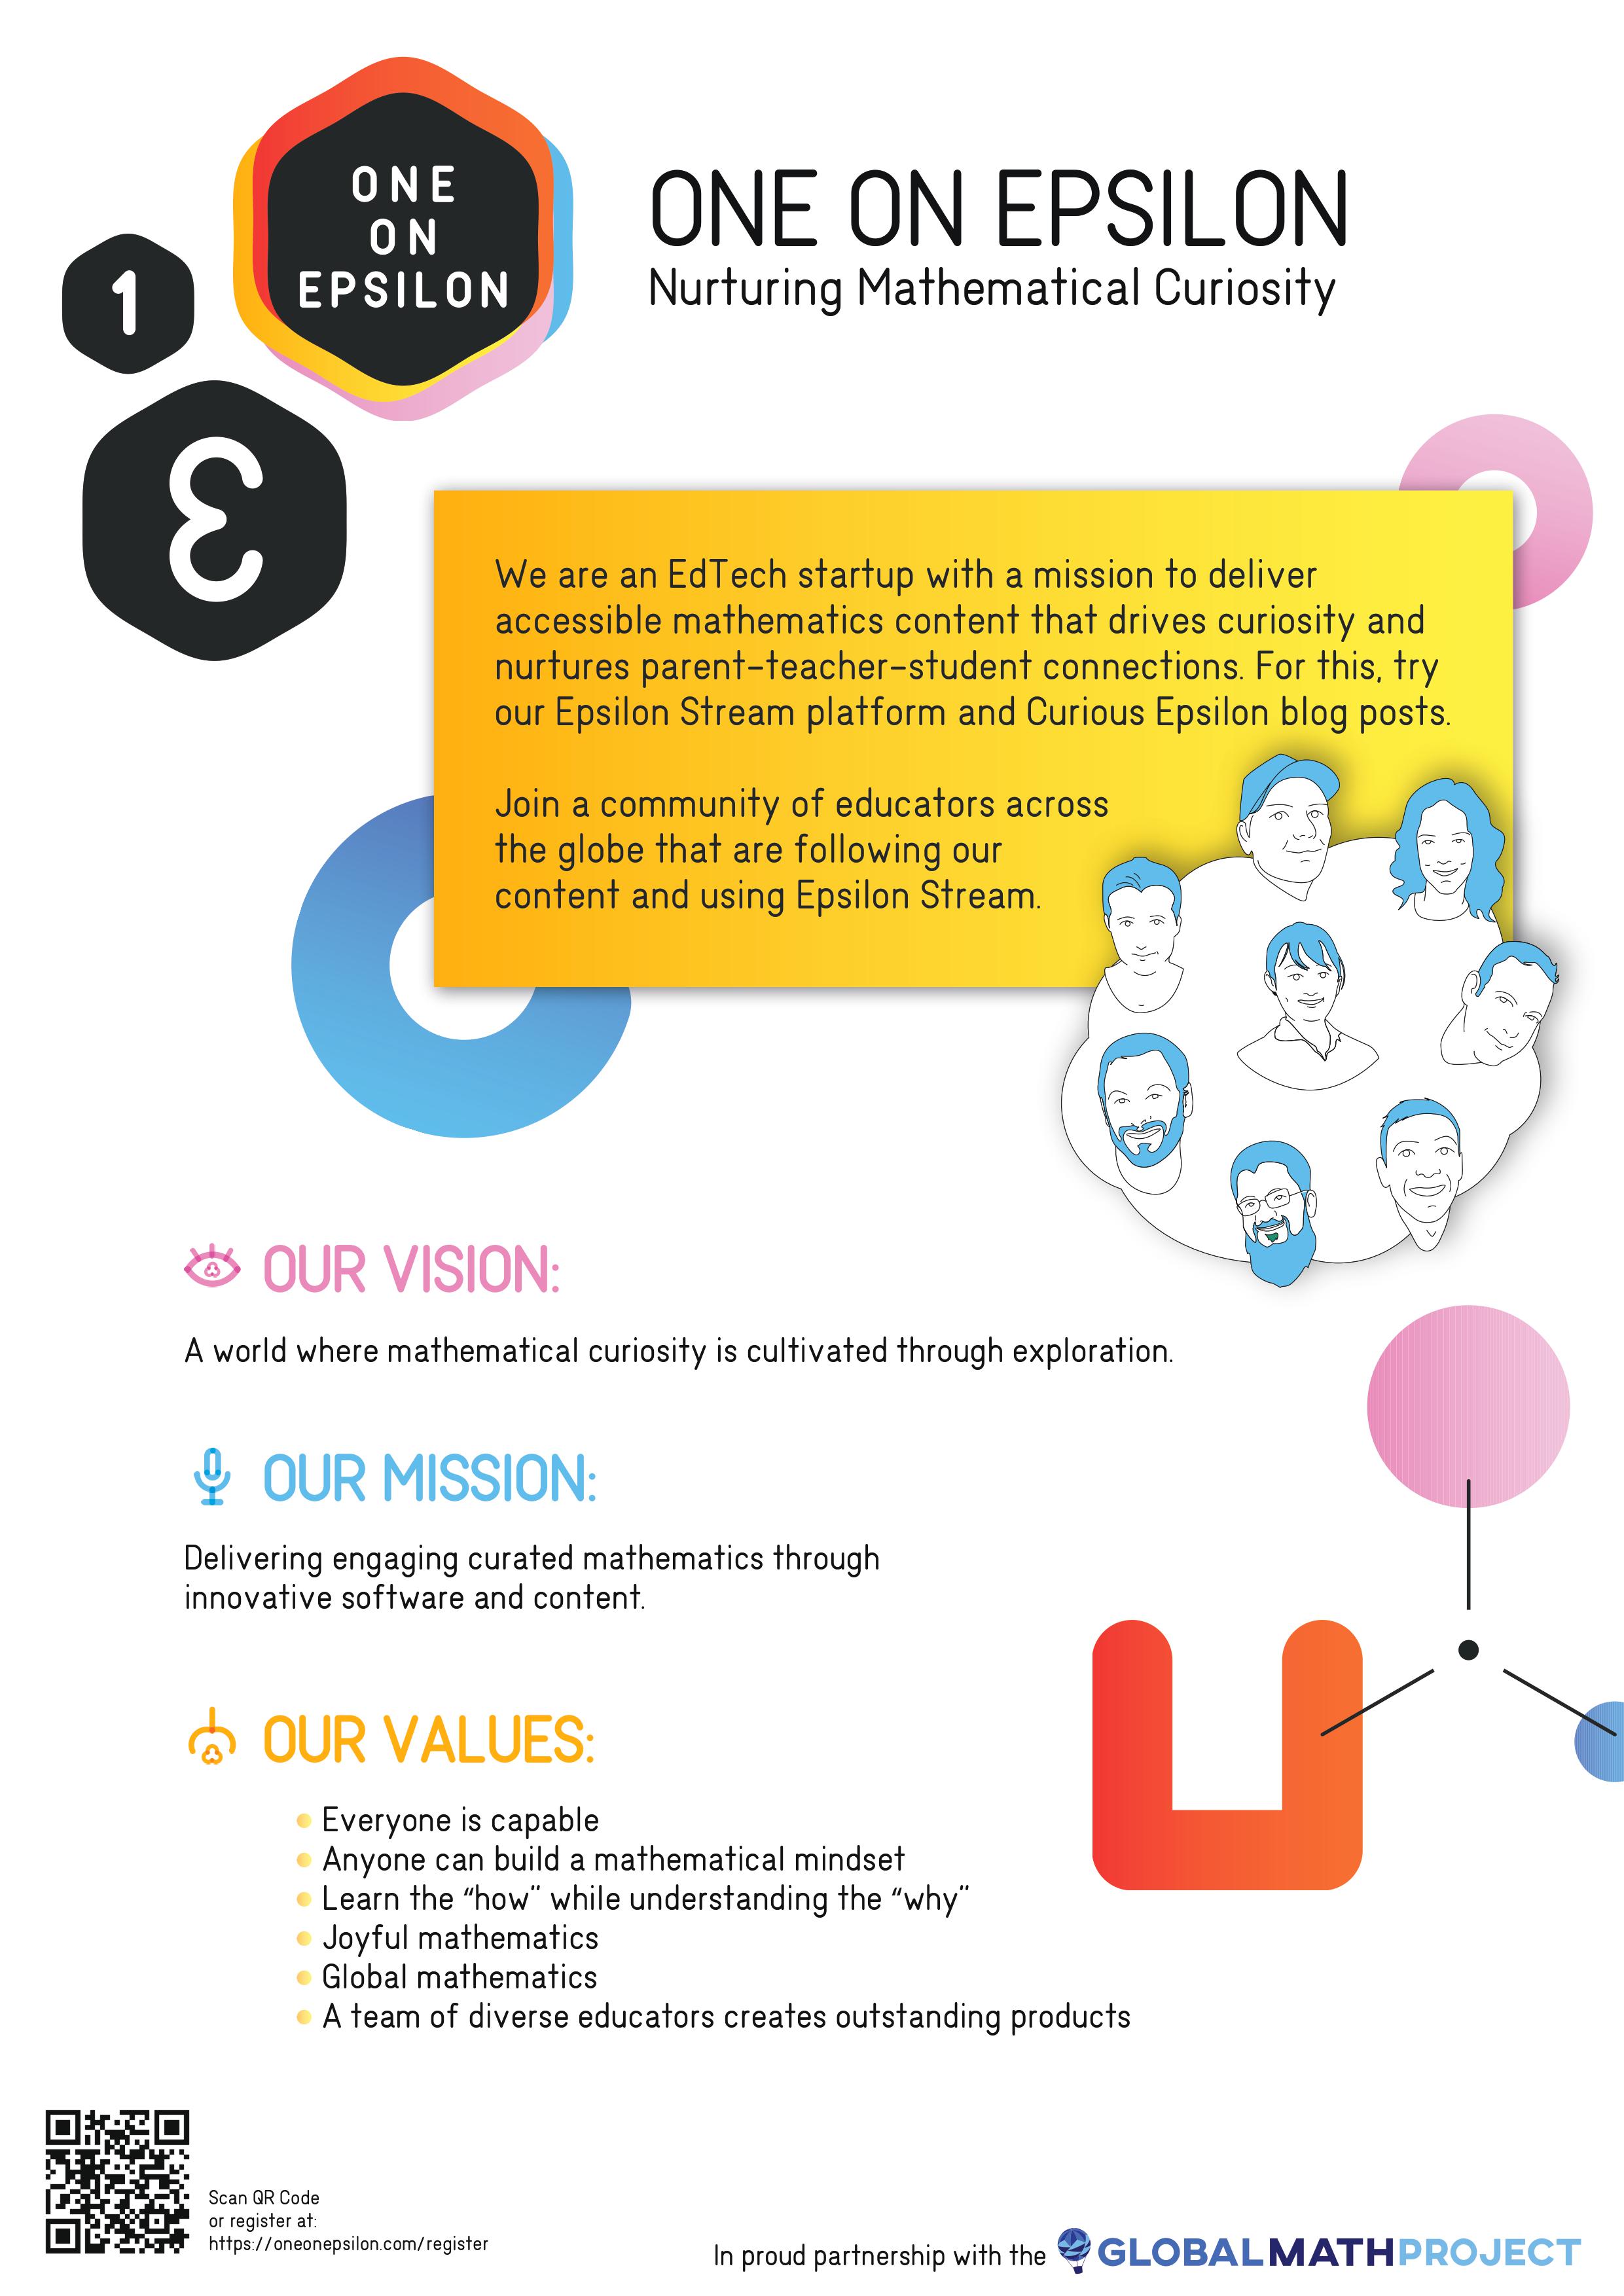 ONE
ON
EPSILON
1
ε
ONE ON EPSILON
Nurturing Mathematical Curiosity
We are an EdTech startup with a mission to deliver
accessible mathematics content that drives curiosity and
nurtures parent-teacher-student connections. For this, try
our Epsilon Stream platform and Curious Epsilon blog posts.
Join a community of educators across
the globe that are following our
content and using Epsilon Stream.
OUR VISION:
A world where mathematical curiosity is cultivated through exploration.
OUR MISSION:
Delivering engaging curated mathematics through
innovative software and content.
OUR VALUES:
Everyone is capable
Anyone can build a mathematical mindset
Learn the “how” while understanding the “why”
Joyful mathematics
Global mathematics
A team of diverse educators creates outstanding products
Scan QR Code
or register at:
https://oneonepsilon.com/register
In proud partnership with the GLOBALMATHPROJECT